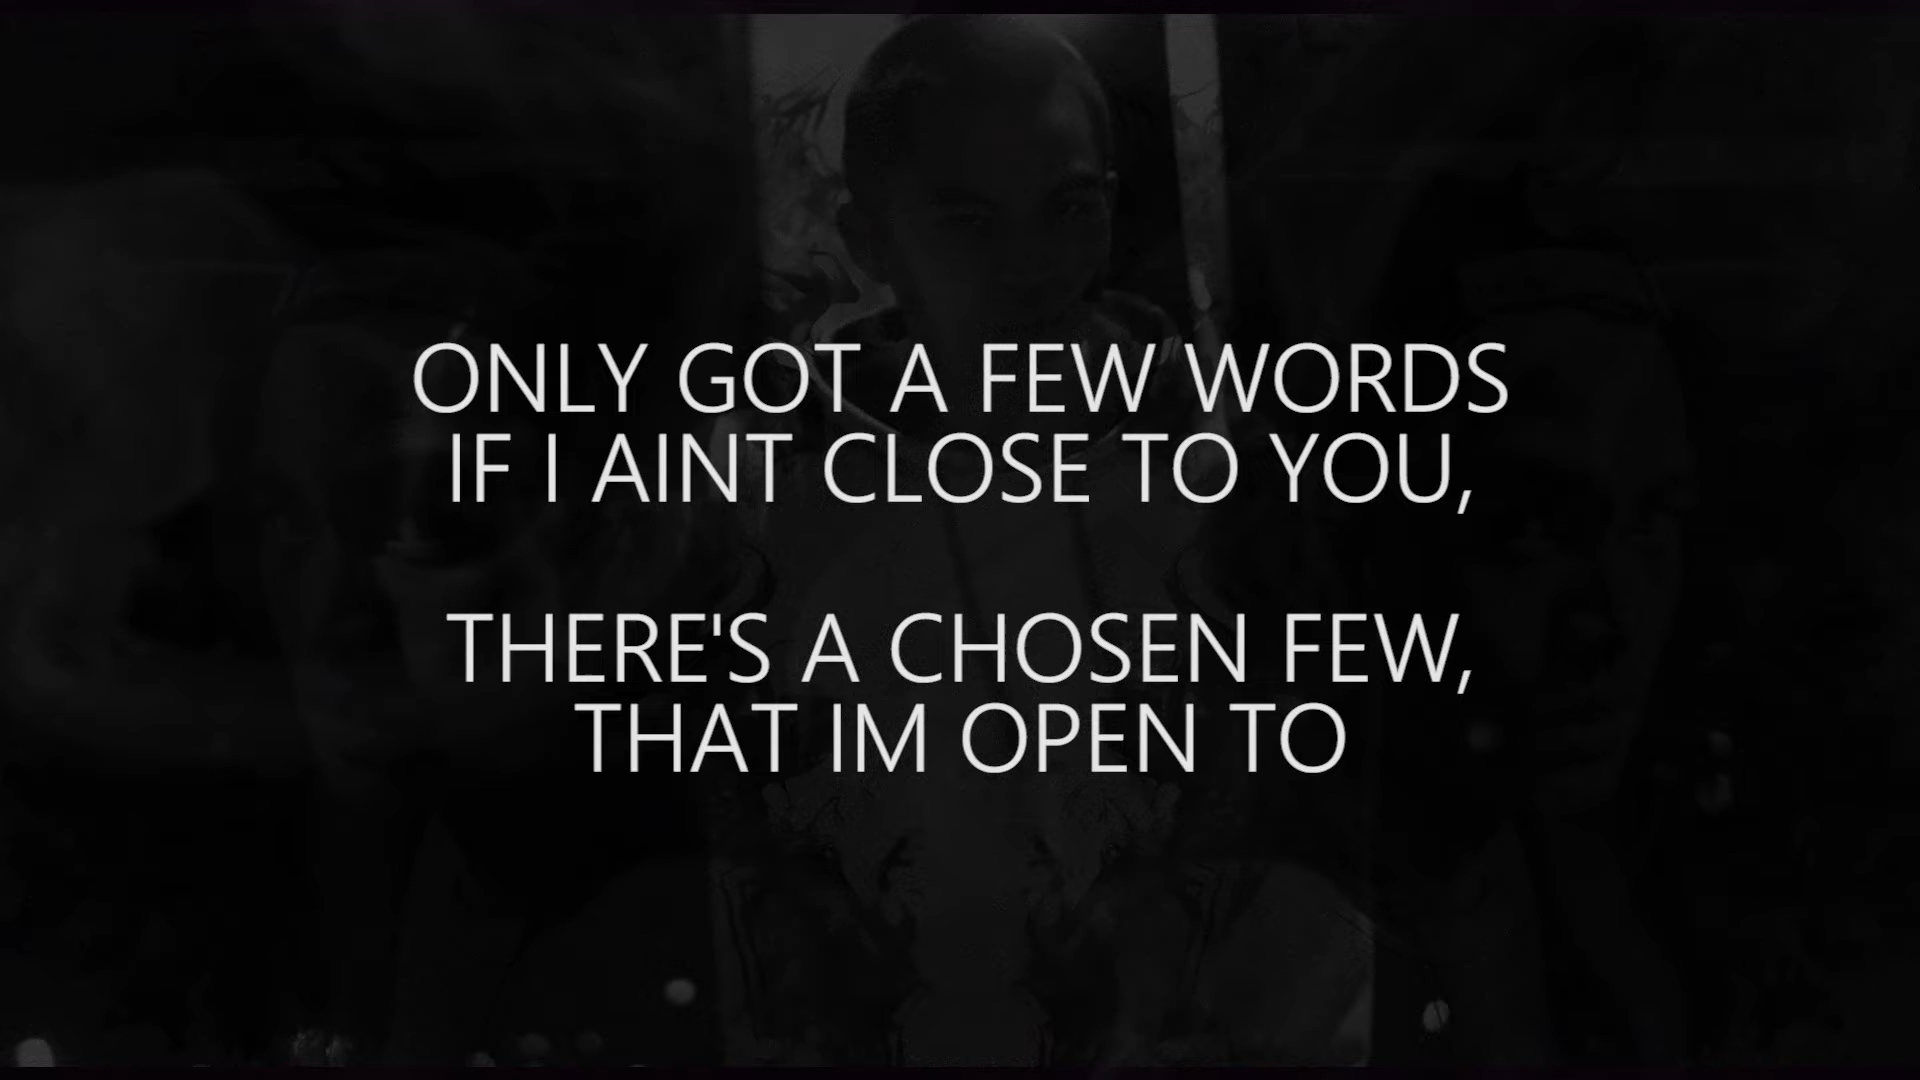 ONLY GOT A FEW WORDS
IF I AINT CLOSE TO YOU,
THERE'S A CHOSEN FEW,
THAT IM OPEN TO